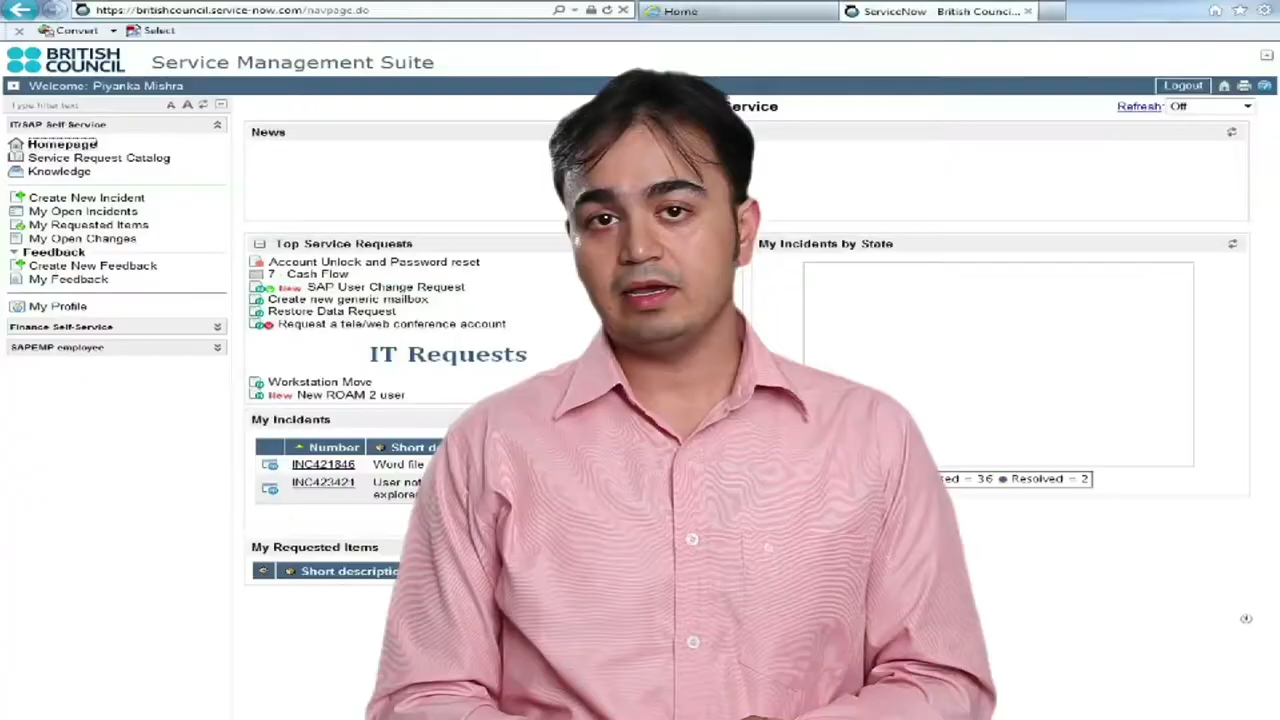 https://britishcouncil.service-now.com/navpage.do
Home
ServiceNow - British Counci...
Convert
Select
BRITISH
COUNCIL
Service Management Suite
Welcome: Piyanka Mishra
Logout
Type filter text
A A
ervice
Refresh: Off
IT/SAP Self Service
Homepage
Service Request Catalog
Knowledge
Create New Incident
My Open Incidents
My Requested Items
My Open Changes
Feedback
Create New Feedback
My Feedback
My Profile
Finance Self-Service
SAPEMP employee
News
Top Service Requests
Account Unlock and Password reset
7 - Cash Flow
New SAP User Change Request
Create new generic mailbox
Restore Data Request
Request a tele/web conference account
IT Requests
Workstation Move
New New ROAM 2 user
My Incidents
Number Short de
INC421846 Word file
INC423421 User not
explorer
My Requested Items
Short descriptio
My Incidents by State
sed = 36 Resolved = 2